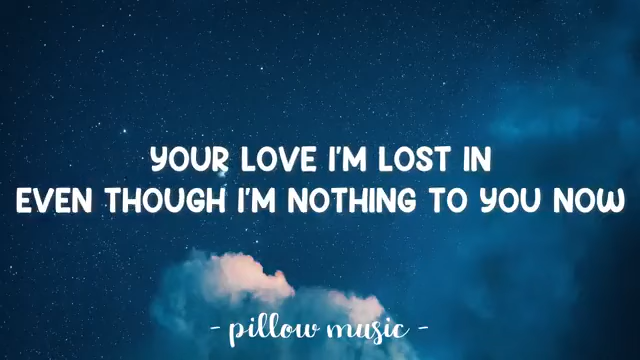 YOUR LOVE I'M LOST IN
EVEN THOUGH I'M NOTHING TO YOU NOW
- pillow music -